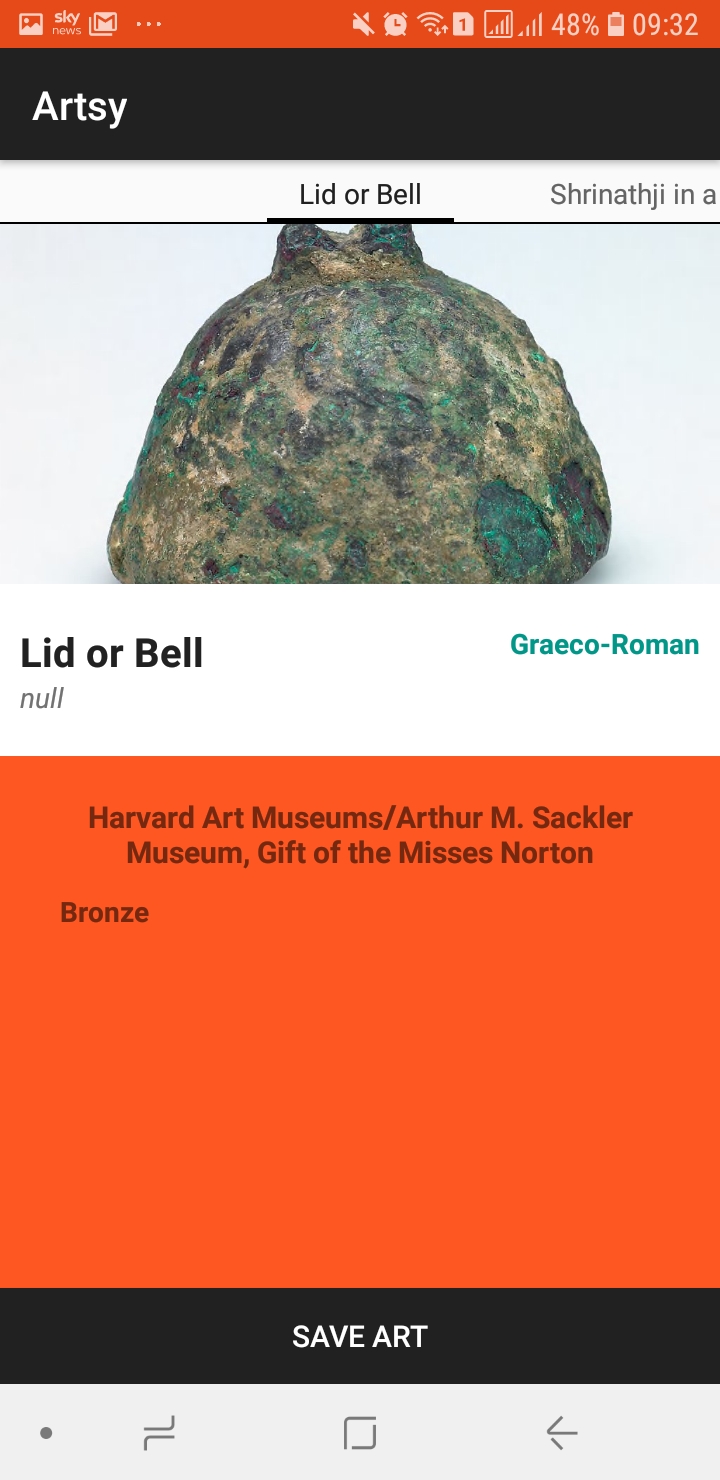 sky
news
1
48%
09:32
Artsy
Lid or Bell
Shrinathji in a
Lid or Bell
Graeco-Roman
null
Harvard Art Museums/Arthur M. Sackler
Museum, Gift of the Misses Norton
Bronze
SAVE ART